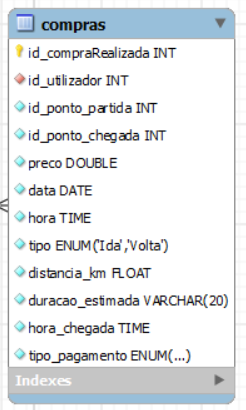 compras
id_compraRealizada INT
id_utilizador INT
id_ponto_partida INT
id_ponto_chegada INT
preco DOUBLE
data DATE
hora TIME
tipo ENUM('Ida','Volta')
distancia_km FLOAT
duracao_estimada VARCHAR(20)
hora_chegada TIME
tipo_pagamento ENUM(...)
Indexes